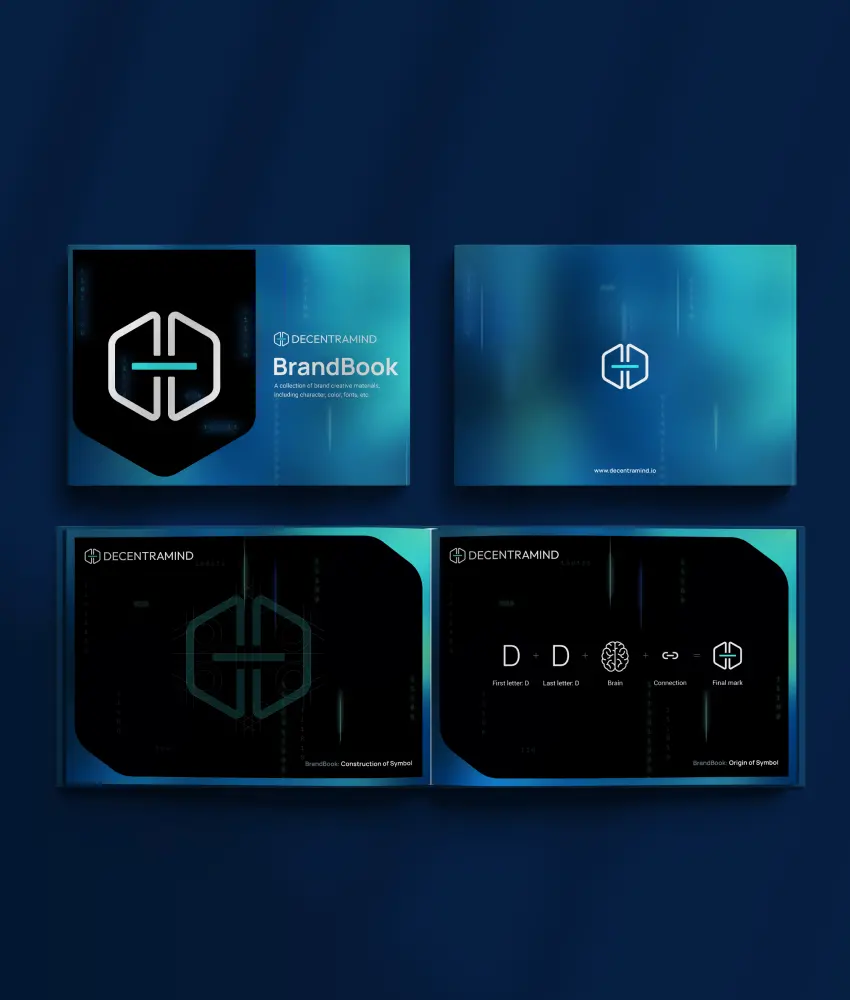 DECENTRAMIND
BrandBook
A collection of brand creative materials,
including character, color, fonts, etc.
www.decentramind.io
DECENTRAMIND
BrandBook: Construction of Symbol
DECENTRAMIND
D + D + + =
First letter: D Last letter: D Brain Connection Final mark
BrandBook: Origin of Symbol